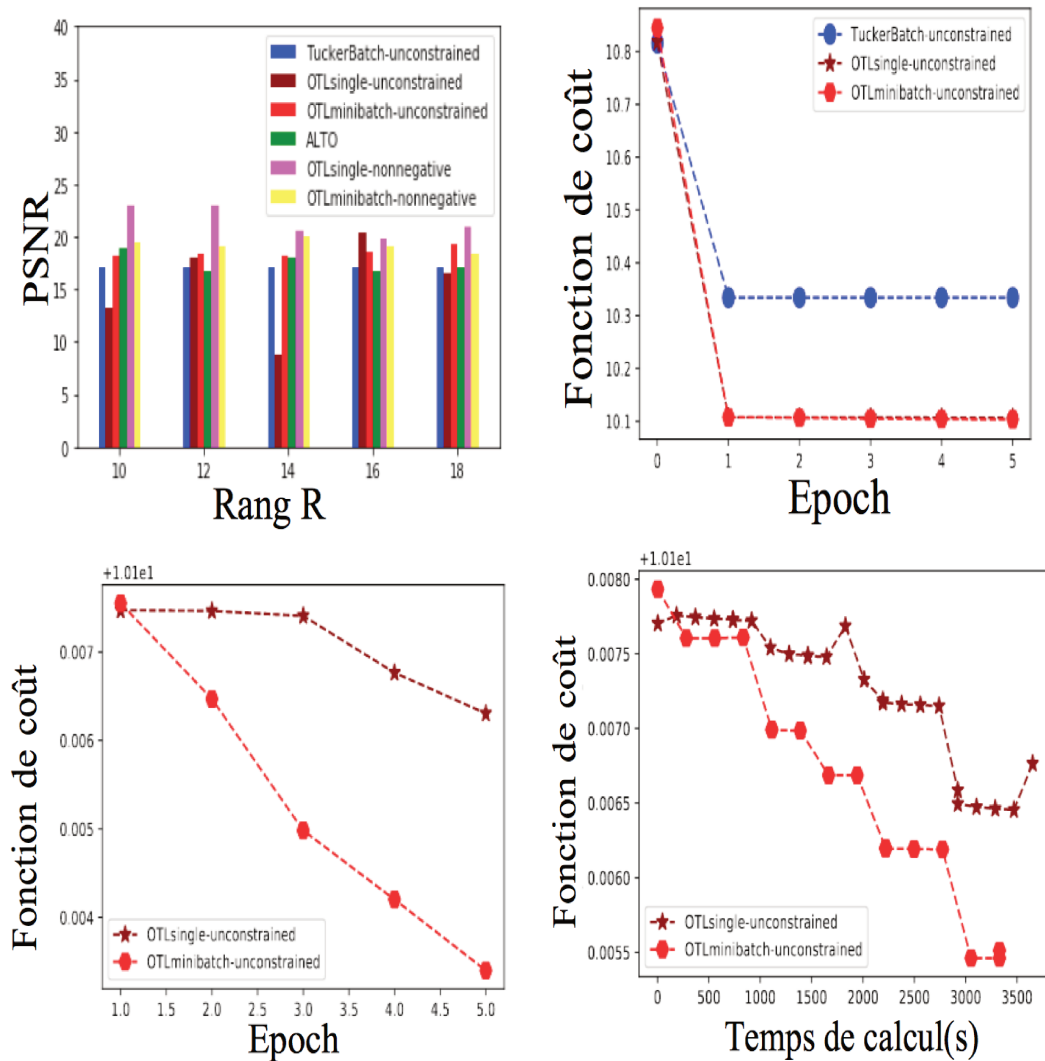 40
35
30
25
20
15
10
5
0
PSNR
TuckerBatch-unconstrained
OTLsingle-unconstrained
OTLminibatch-unconstrained
ALTO
OTLsingle-nonnegative
OTLminibatch-nonnegative
10 12 14 16 18
Rang R
10.8
10.7
10.6
10.5
10.4
10.3
10.2
10.1
Fonction de coût
TuckerBatch-unconstrained
OTLsingle-unconstrained
OTLminibatch-unconstrained
0 1 2 3 4 5
Epoch
+1.01e1
0.007
0.006
0.005
0.004
Fonction de coût
OTLsingle-unconstrained
OTLminibatch-unconstrained
1.0 1.5 2.0 2.5 3.0 3.5 4.0 4.5 5.0
Epoch
+1.01e1
0.0080
0.0075
0.0070
0.0065
0.0060
0.0055
Fonction de coût
OTLsingle-unconstrained
OTLminibatch-unconstrained
0 500 1000 1500 2000 2500 3000 3500
Temps de calcul(s)